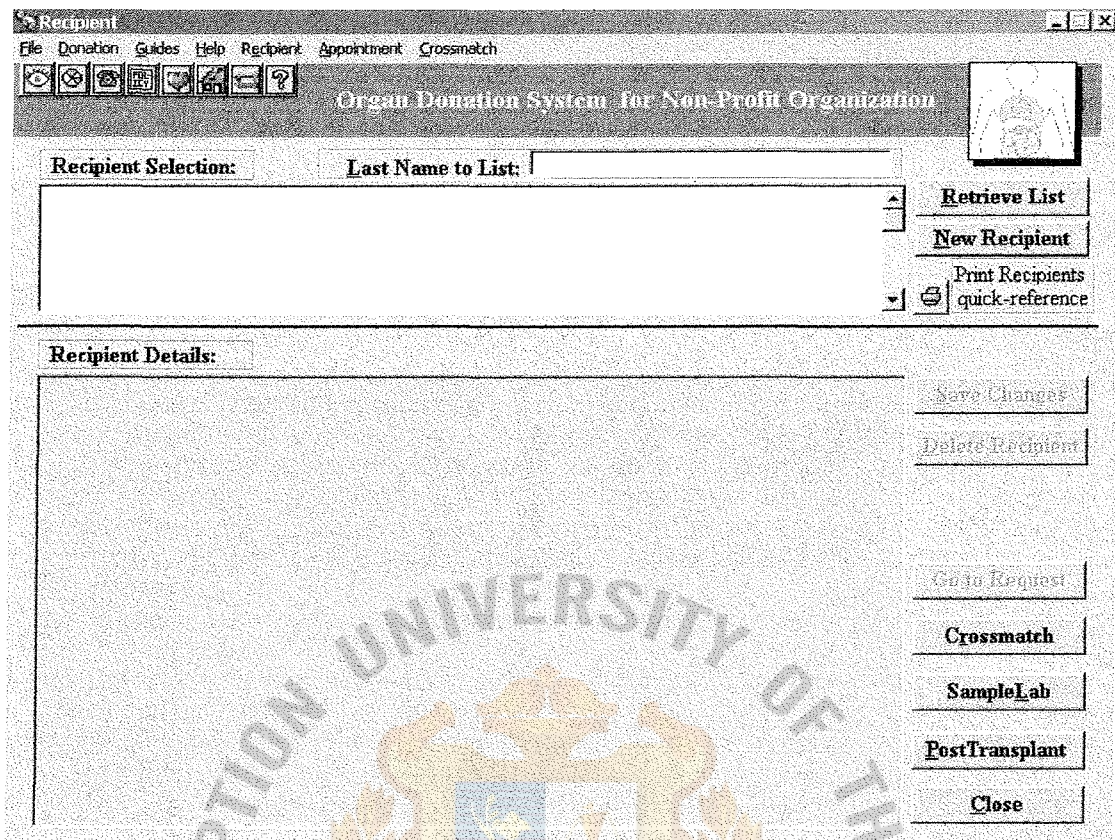 Recipient
File Donation Guides Help Recipient Appointment Crossmatch
Organ Donation System for Non-Profit Organization
Recipient Selection: Last Name to List:
Retrieve List
New Recipient
Print Recipients
quick-reference
Recipient Details:
Save Changes
Delete Recipient
Go to Request
Crossmatch
SampleLab
PostTransplant
Close
UNIVERSITY OF